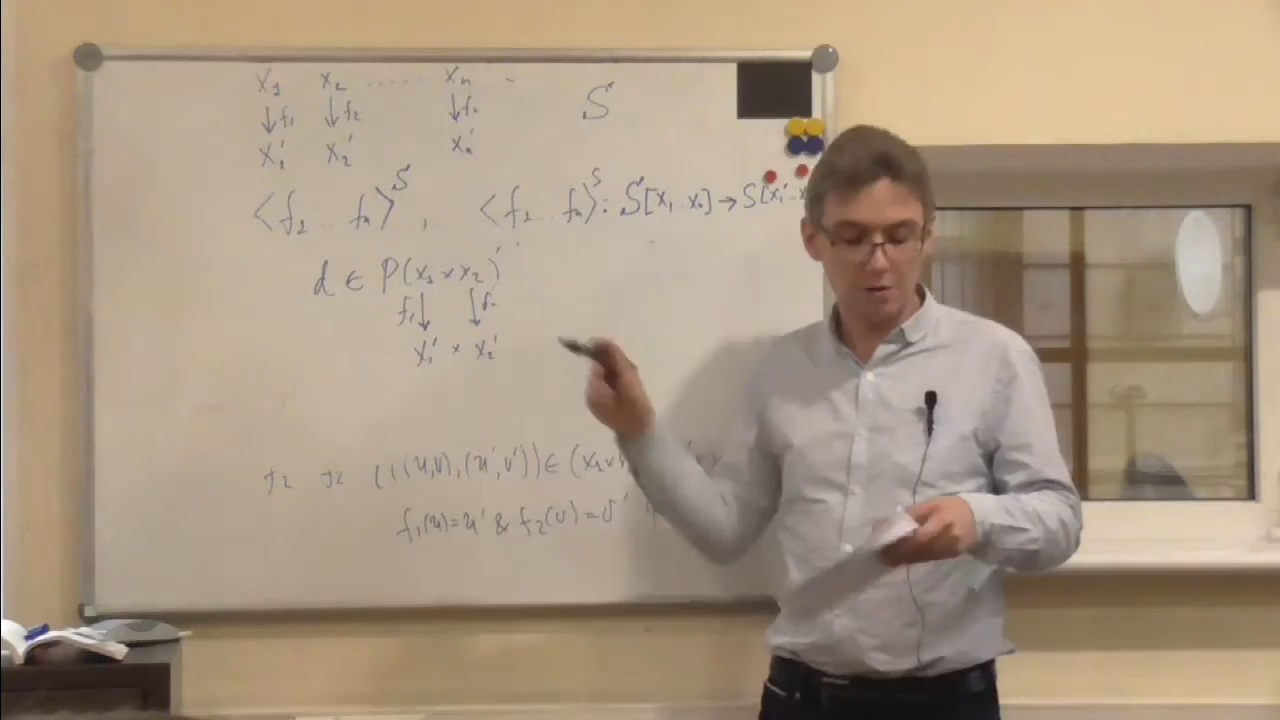 X₁ X₂ ..... Xₙ
↓f₁ ↓f₂ ↓fₙ S
X₁' X₂' Xₙ'
<f₁ .. fₙ>ˢ, <f₁ .. fₙ>ˢ: S[x₁..xₙ] → S[x₁'..x
d ∈ P(x₁ × x₂)
f₁↓ ↓f₂
x₁' × x₂'
f₁ × f₂ {((u,v),(u',v')) ∈ (x₁×
f₁(u)=u' & f₂(v)=v'